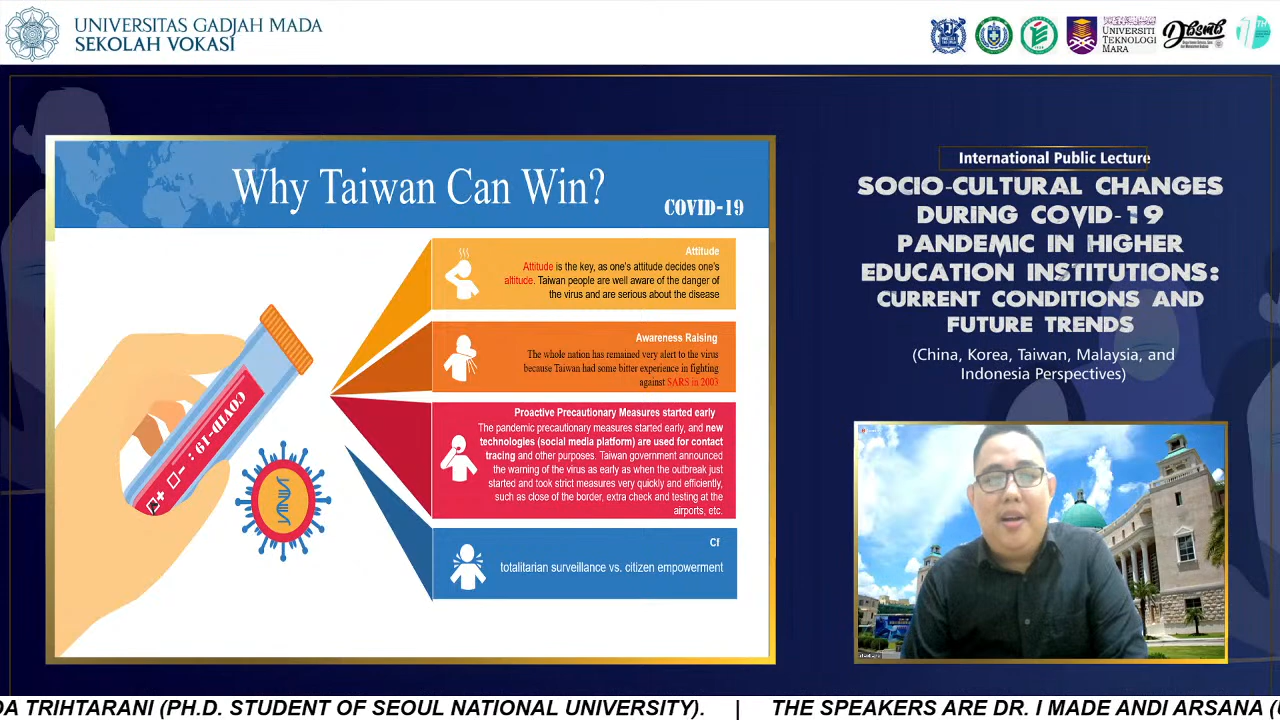 UNIVERSITAS GADJAH MADA
SEKOLAH VOKASI
UNIVERSITI
TEKNOLOGI
MARA
Why Taiwan Can Win?
COVID-19
Attitude
Attitude is the key, as one's attitude decides one's
altitude. Taiwan people are well aware of the danger of
the virus and are serious about the disease
Awareness Raising
The whole nation has remained very alert to the virus
because Taiwan had some bitter experience in fighting
against SARS in 2003
Proactive Precautionary Measures started early
The pandemic precautionary measures started early, and new
technologies (social media platform) are used for contact
tracing and other purposes. Taiwan government announced
the warning of the virus as early as when the outbreak just
started and took strict measures very quickly and efficiently,
such as close of the border, extra check and testing at the
airports, etc.
Cf
totalitarian surveillance vs. citizen empowerment
COVID-19:
International Public Lecture
SOCIO-CULTURAL CHANGES
DURING COVID-19
PANDEMIC IN HIGHER
EDUCATION INSTITUTIONS:
CURRENT CONDITIONS AND
FUTURE TRENDS
(China, Korea, Taiwan, Malaysia, and
Indonesia Perspectives)
DA TRIHTARANI (PH.D. STUDENT OF SEOUL NATIONAL UNIVERSITY). | THE SPEAKERS ARE DR. I MADE ANDI ARSANA (